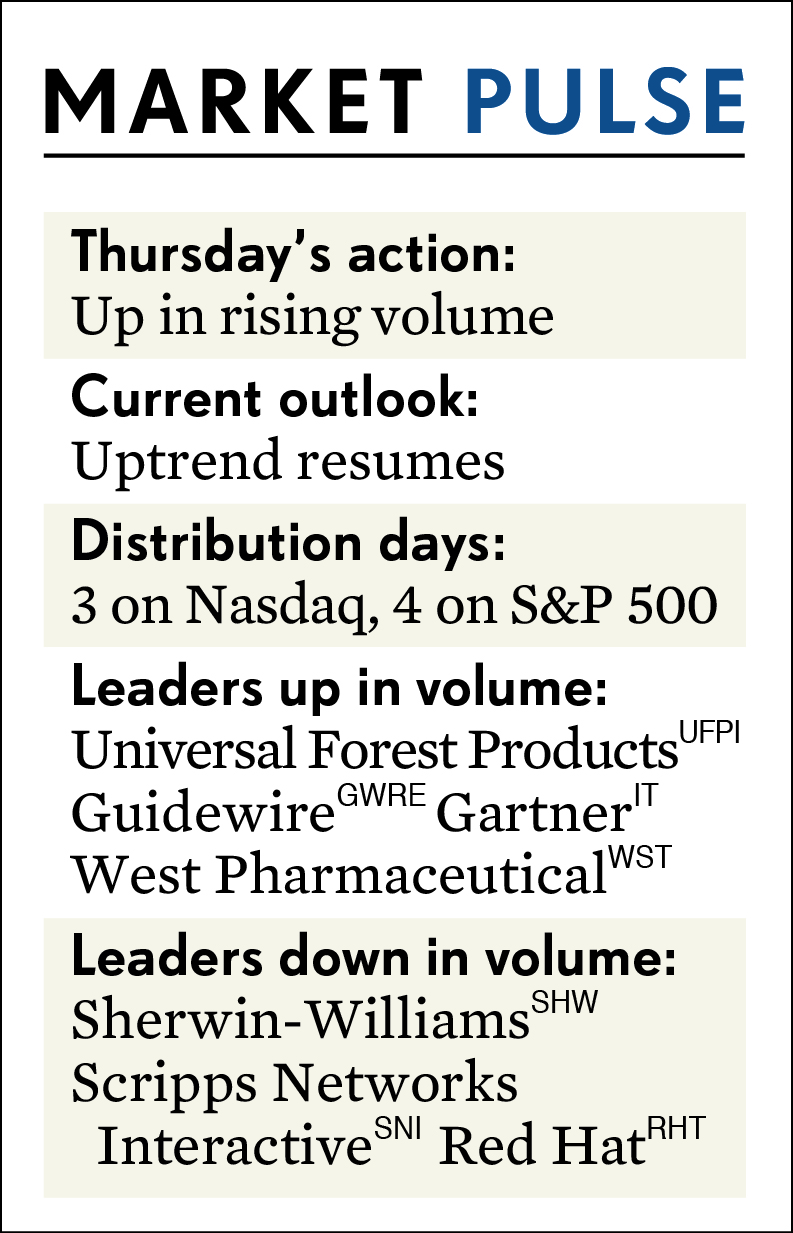 MARKET PULSE
Thursday’s action:
Up in rising volume
Current outlook:
Uptrend resumes
Distribution days:
3 on Nasdaq, 4 on S&P 500
Leaders up in volume:
Universal Forest Products UFPI
Guidewire GWRE Gartner IT
West Pharmaceutical WST
Leaders down in volume:
Sherwin-Williams SHW
Scripps Networks
Interactive SNI Red Hat RHT